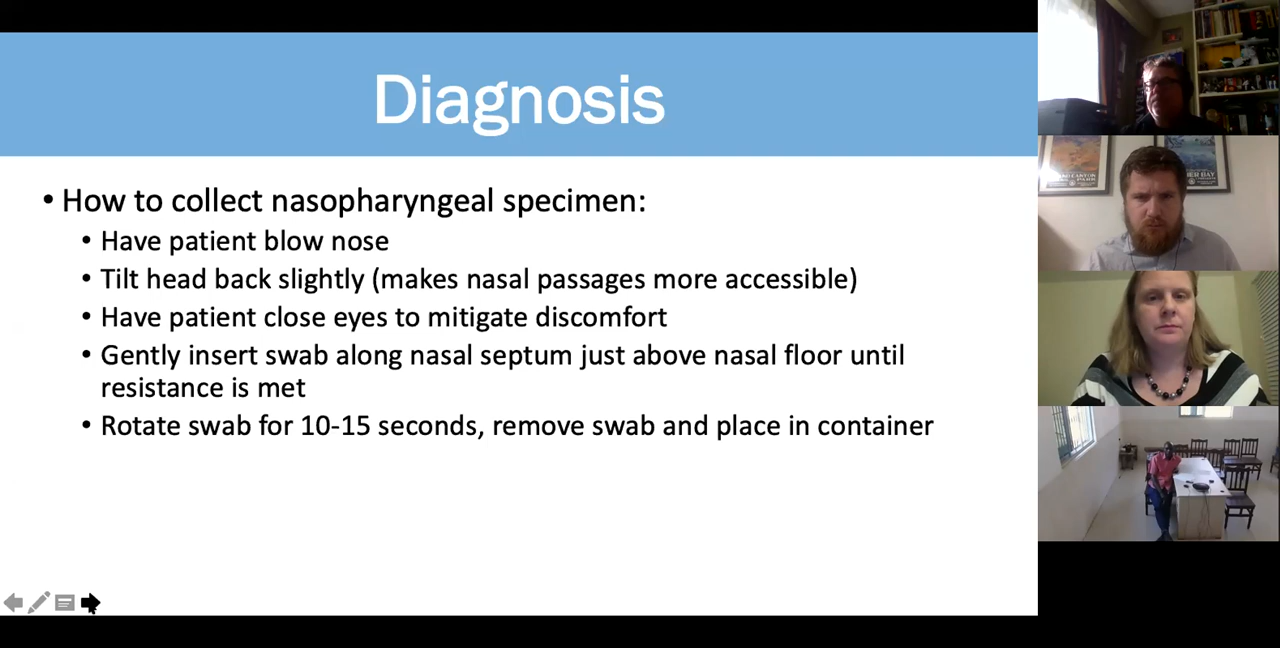 Diagnosis
• How to collect nasopharyngeal specimen:
• Have patient blow nose
• Tilt head back slightly (makes nasal passages more accessible)
• Have patient close eyes to mitigate discomfort
• Gently insert swab along nasal septum just above nasal floor until
resistance is met
• Rotate swab for 10-15 seconds, remove swab and place in container